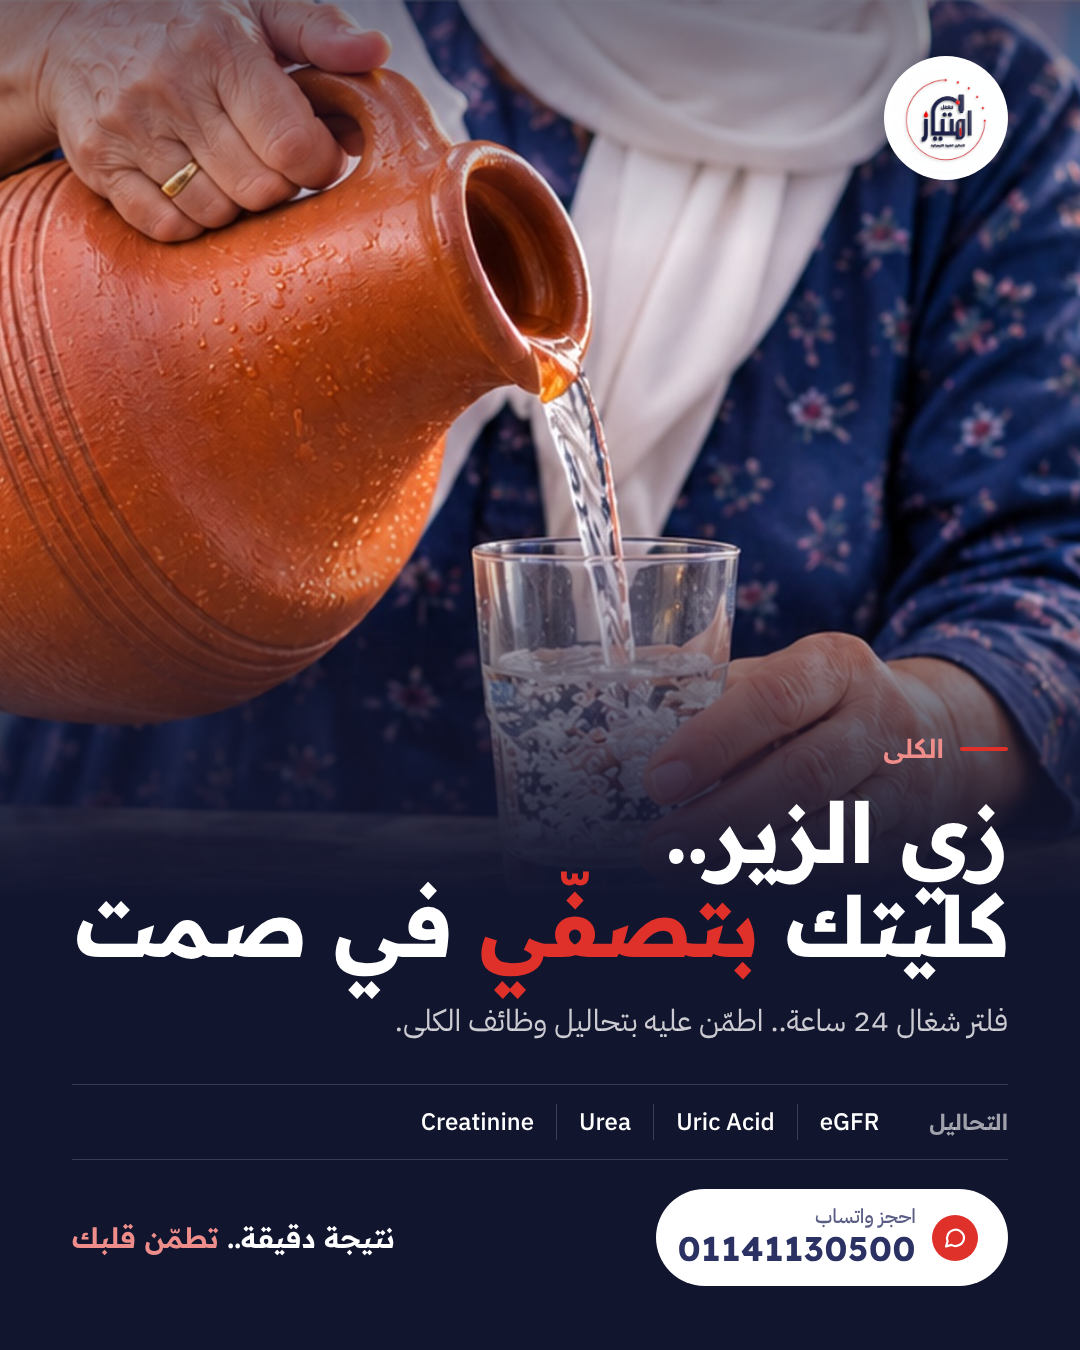 معمل
امتياز
الكلى
زي الزير..
كليتك بتصفّي في صمت
فلتر شغال 24 ساعة.. اطمّن عليه بتحاليل وظائف الكلى.
التحاليل eGFR Uric Acid Urea Creatinine
احجز واتساب
01141130500
نتيجة دقيقة.. تطمّن قلبك